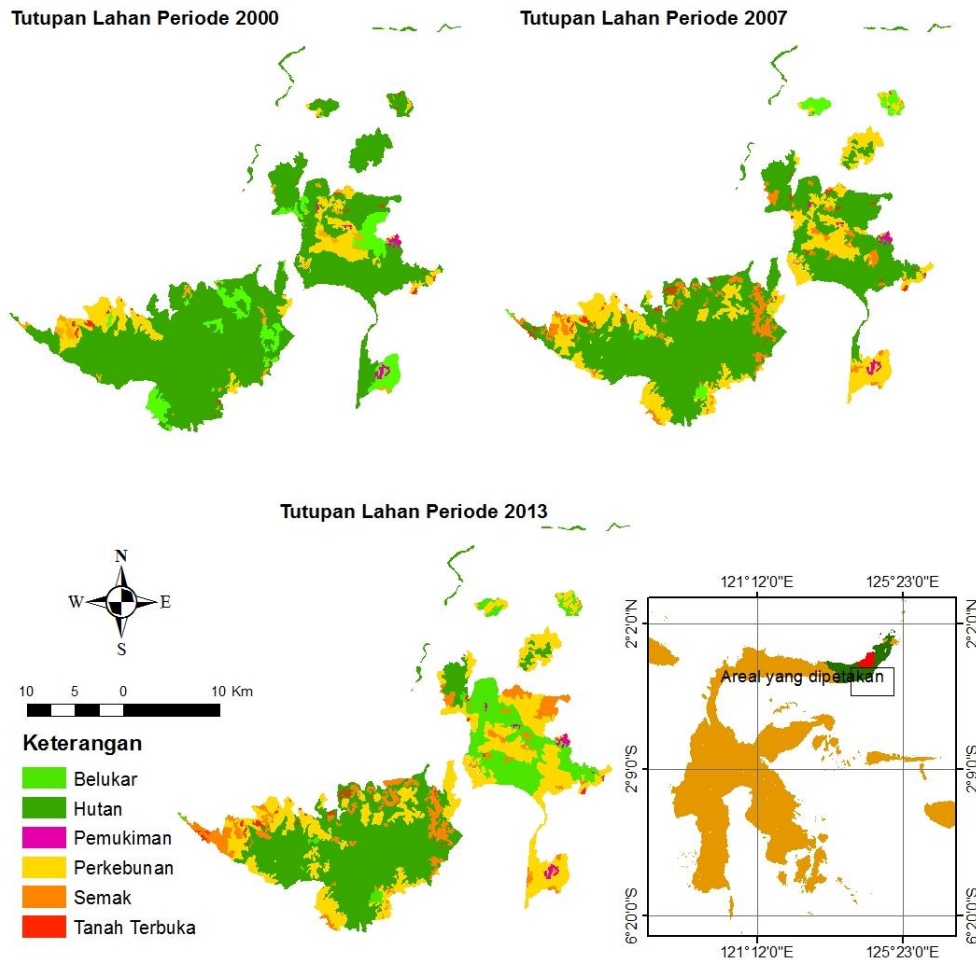 Tutupan Lahan Periode 2000
Tutupan Lahan Periode 2007
Tutupan Lahan Periode 2013
N
W E
S
10 5 0 10 Km
Keterangan
Belukar
Hutan
Pemukiman
Perkebunan
Semak
Tanah Terbuka
121°12'0"E 125°23'0"E
2°2'0"N 2°2'0"N
Areal yang dipetakan
2°9'0"S 2°9'0"S
6°20'0"S 6°20'0"S
121°12'0"E 125°23'0"E